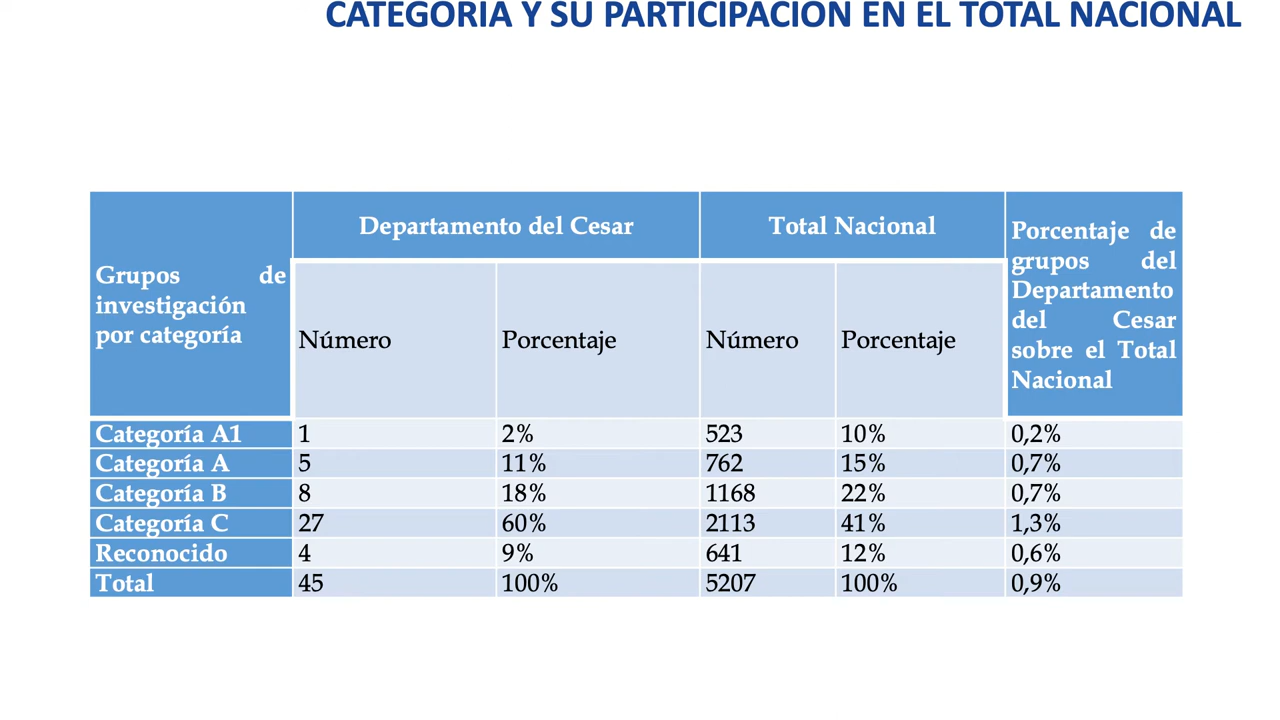 CATEGORÍA Y SU PARTICIPACIÓN EN EL TOTAL NACIONAL
Grupos de
investigación
por categoría
Departamento del Cesar
Total Nacional
Porcentaje de
grupos del
Departamento
del Cesar
sobre el Total
Nacional
Número Porcentaje Número Porcentaje
Categoría A1 1 2% 523 10% 0,2%
Categoría A 5 11% 762 15% 0,7%
Categoría B 8 18% 1168 22% 0,7%
Categoría C 27 60% 2113 41% 1,3%
Reconocido 4 9% 641 12% 0,6%
Total 45 100% 5207 100% 0,9%